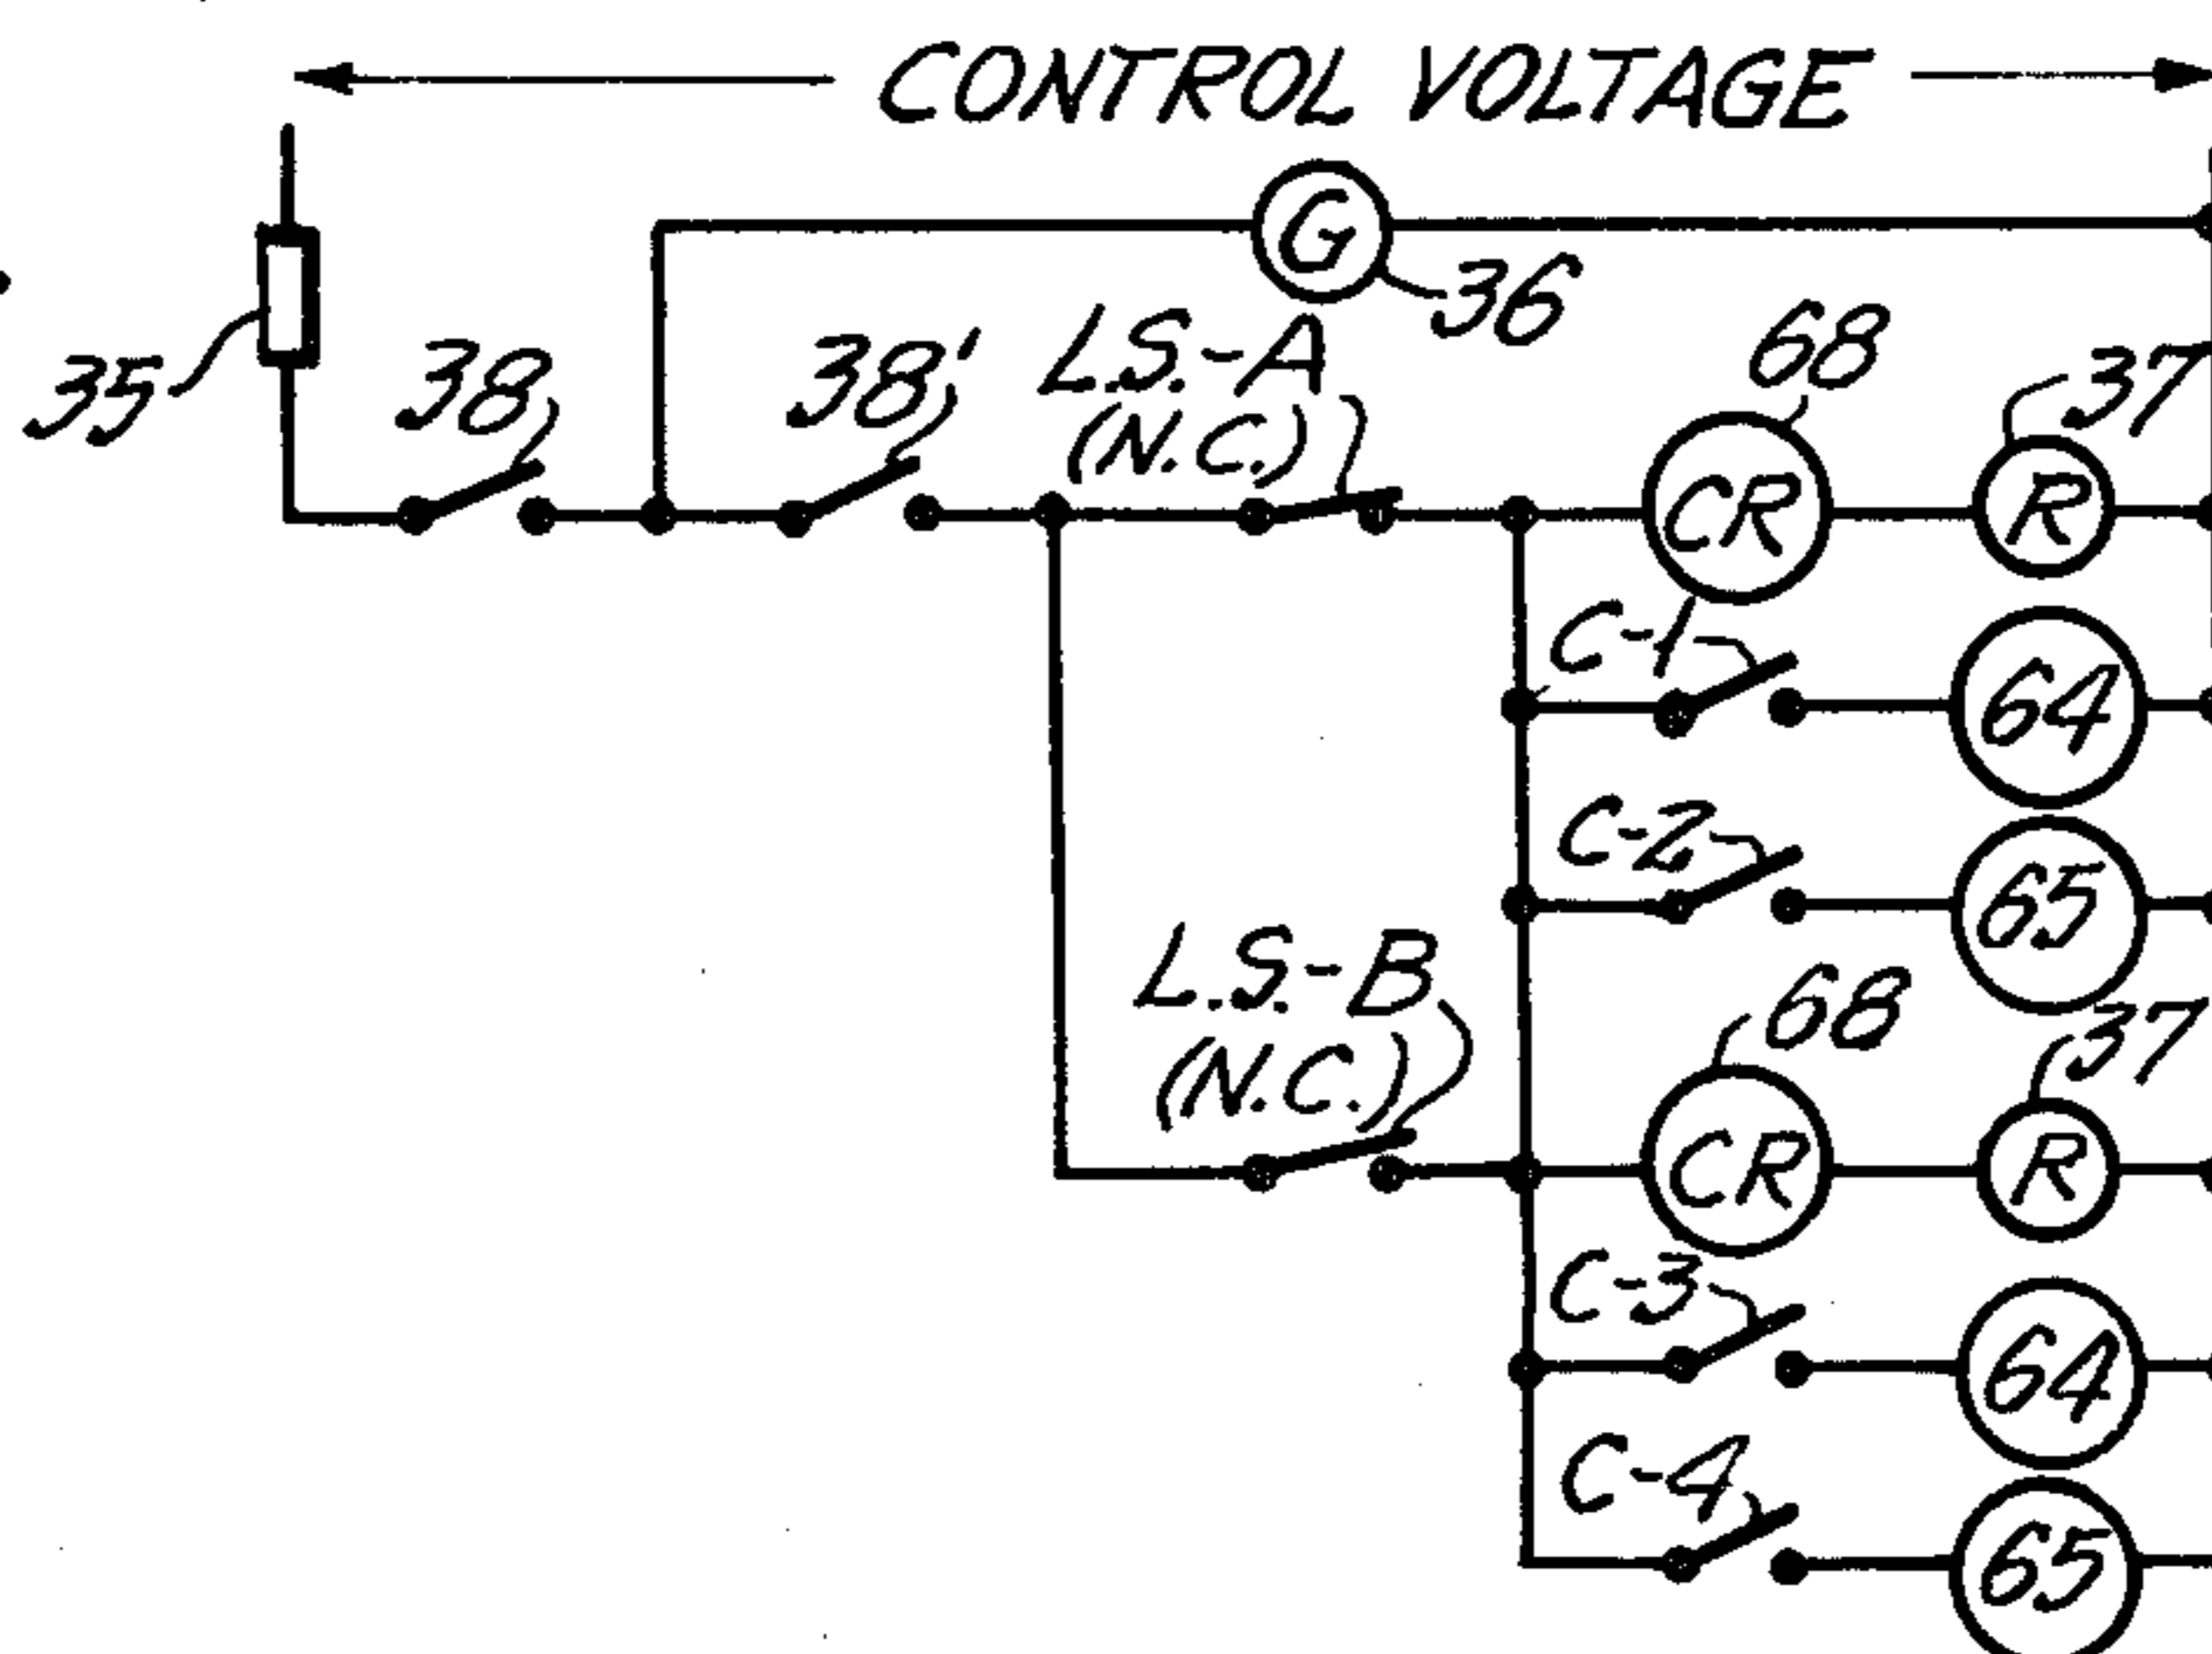 CONTROL VOLTAGE
G
36
35
38
38'
L.S.-A
(N.C.)
68
37
CR
R
C-1
64
C-2
65
L.S.-B
(N.C.)
68
37
CR
R
C-3
64
C-4
65